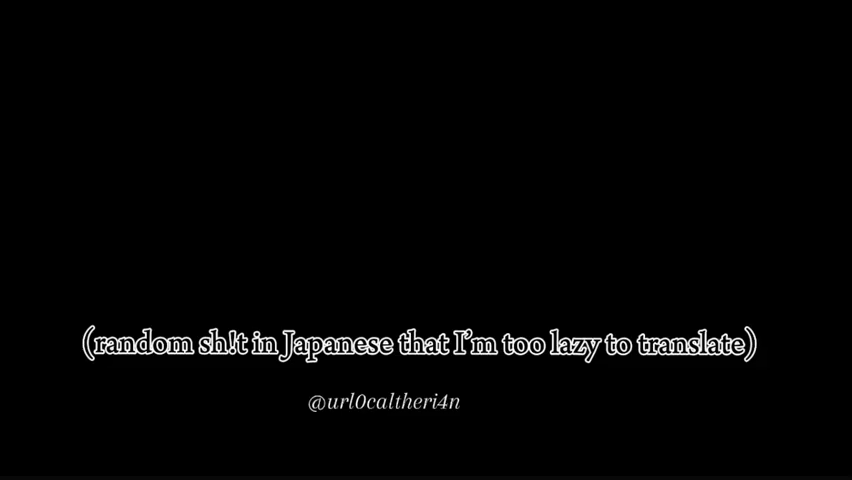 (random sh!t in Japanese that I’m too lazy to translate)
@url0caltheri4n